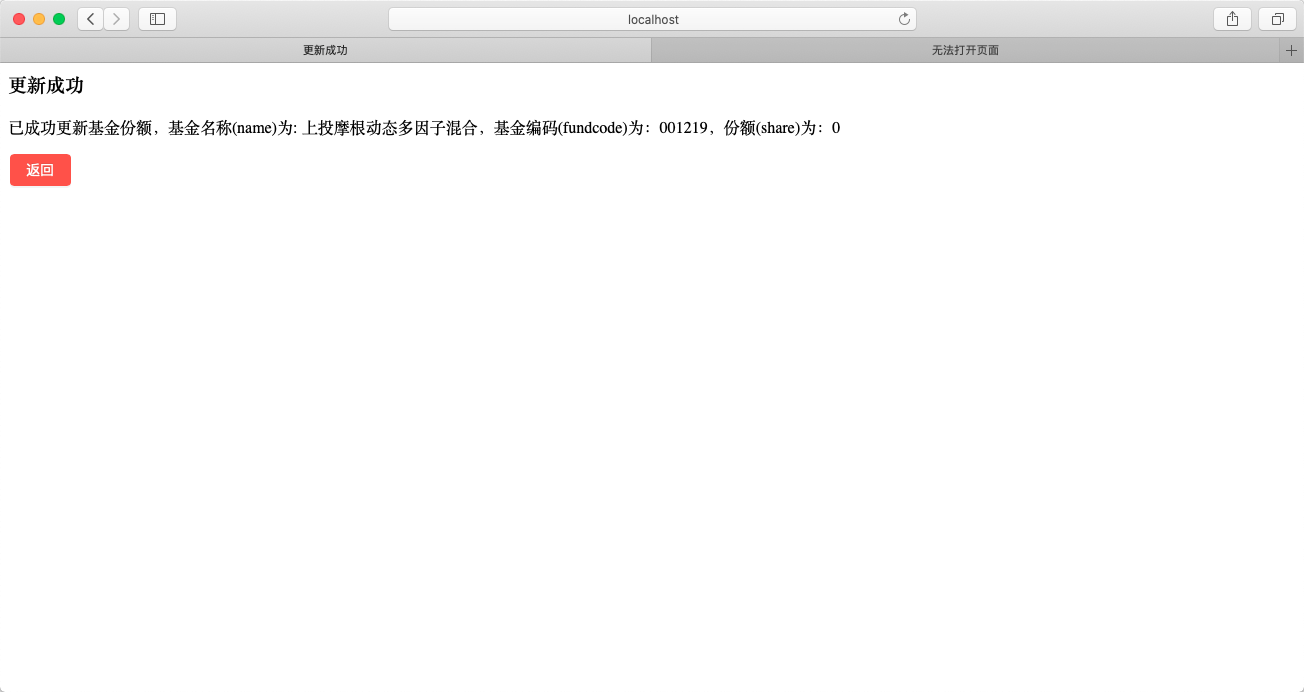 localhost
更新成功
无法打开页面
更新成功
已成功更新基金份额，基金名称(name)为: 上投摩根动态多因子混合，基金编码(fundcode)为：001219，份额(share)为：0
返回